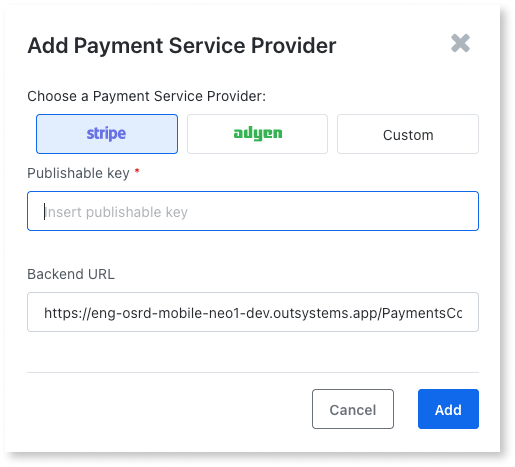 Add Payment Service Provider
Choose a Payment Service Provider:
stripe adyen Custom
Publishable key *
Insert publishable key
Backend URL
https://eng-osrd-mobile-neo1-dev.outsystems.app/PaymentsCo
Cancel Add